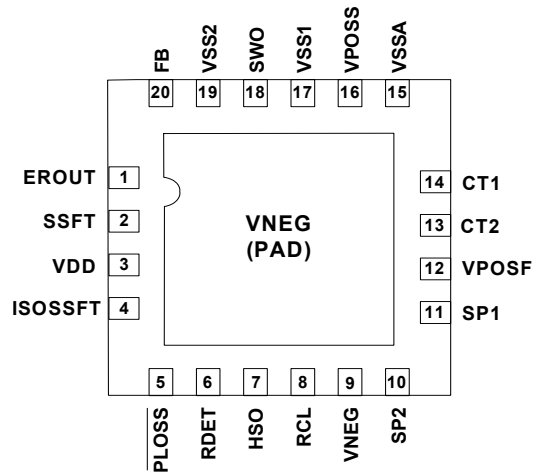 FB
VSS2
SWO
VSS1
VPOSS
VSSA
20 19 18 17 16 15
EROUT 1
SSFT 2
VDD 3
ISOSSFT 4
VNEG
(PAD)
14 CT1
13 CT2
12 VPOSF
11 SP1
5 6 7 8 9 10
PLOSS
RDET
HSO
RCL
VNEG
SP2